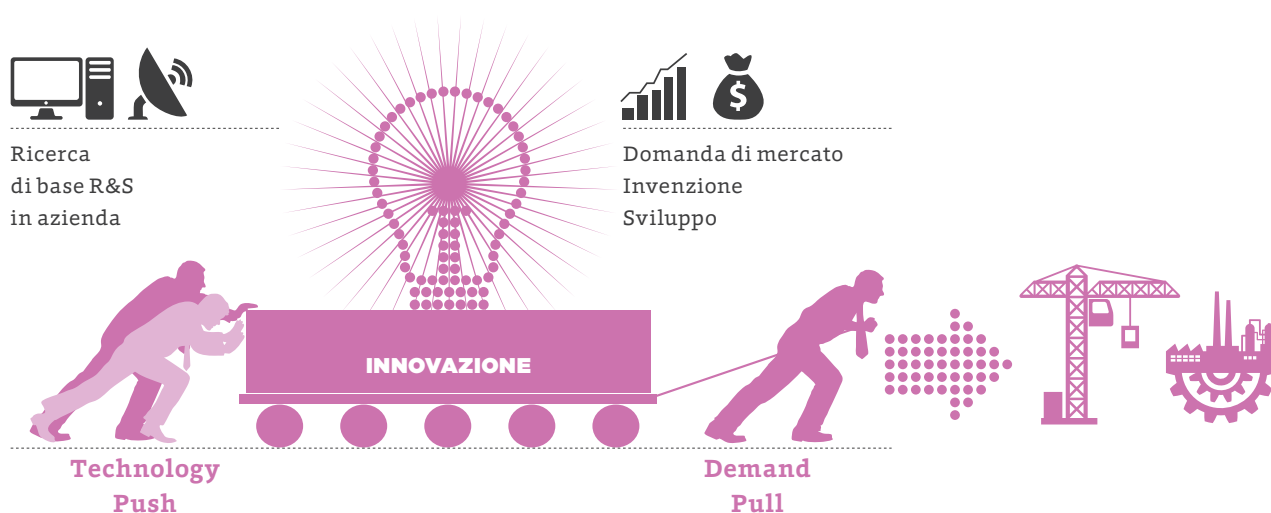 Ricerca
di base R&S
in azienda
$
Domanda di mercato
Invenzione
Sviluppo
INNOVAZIONE
Technology
Push
Demand
Pull